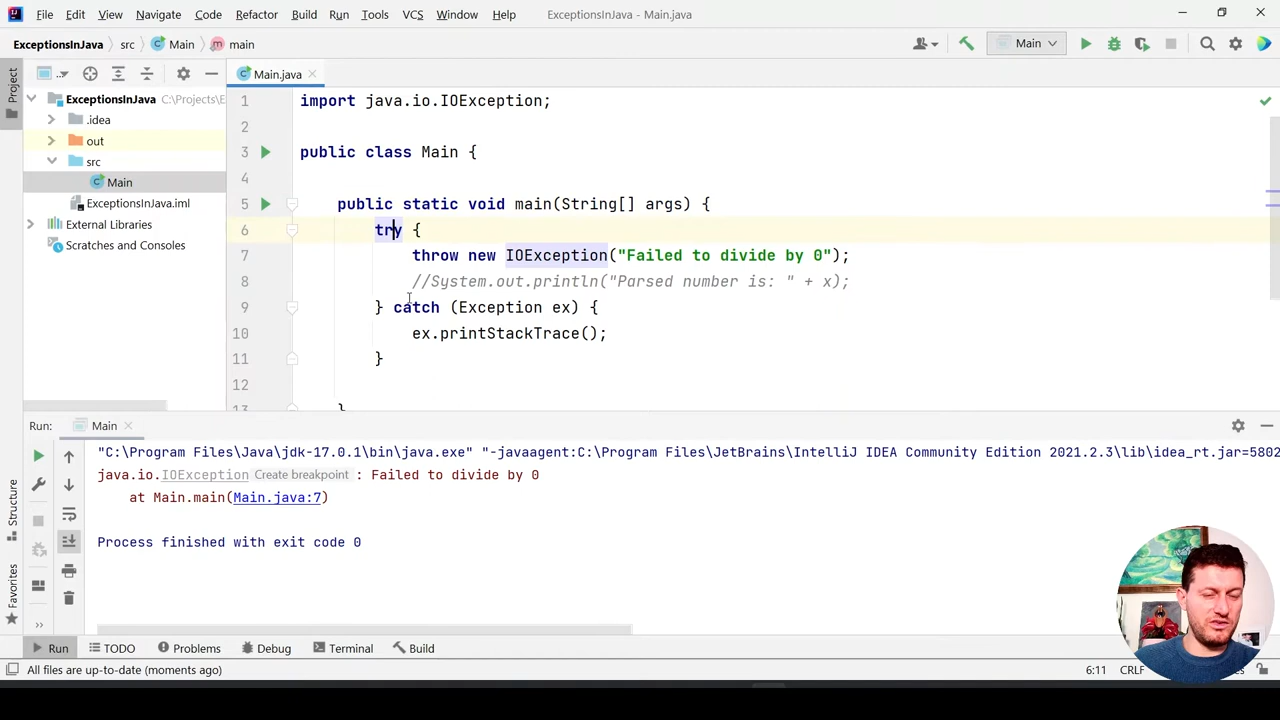 File Edit View Navigate Code Refactor Build Run Tools VCS Window Help ExceptionsInJava - Main.java
ExceptionsInJava src Main main Main
Project
Main.java
ExceptionsInJava C:\Projects\E
.idea
out
src
Main
ExceptionsInJava.iml
External Libraries
Scratches and Consoles
1 import java.io.IOException;
2
3 public class Main {
4
5 public static void main(String[] args) {
6 try {
7 throw new IOException("Failed to divide by 0");
8 //System.out.println("Parsed number is: " + x);
9 } catch (Exception ex) {
10 ex.printStackTrace();
11 }
12
13 }
Run: Main
"C:\Program Files\Java\jdk-17.0.1\bin\java.exe" "-javaagent:C:\Program Files\JetBrains\IntelliJ IDEA Community Edition 2021.2.3\lib\idea_rt.jar=5802
java.io.IOException Create breakpoint : Failed to divide by 0
at Main.main(Main.java:7)
Process finished with exit code 0
Structure
Favorites
Run TODO Problems Debug Terminal Build
All files are up-to-date (moments ago) 6:11 CRLF